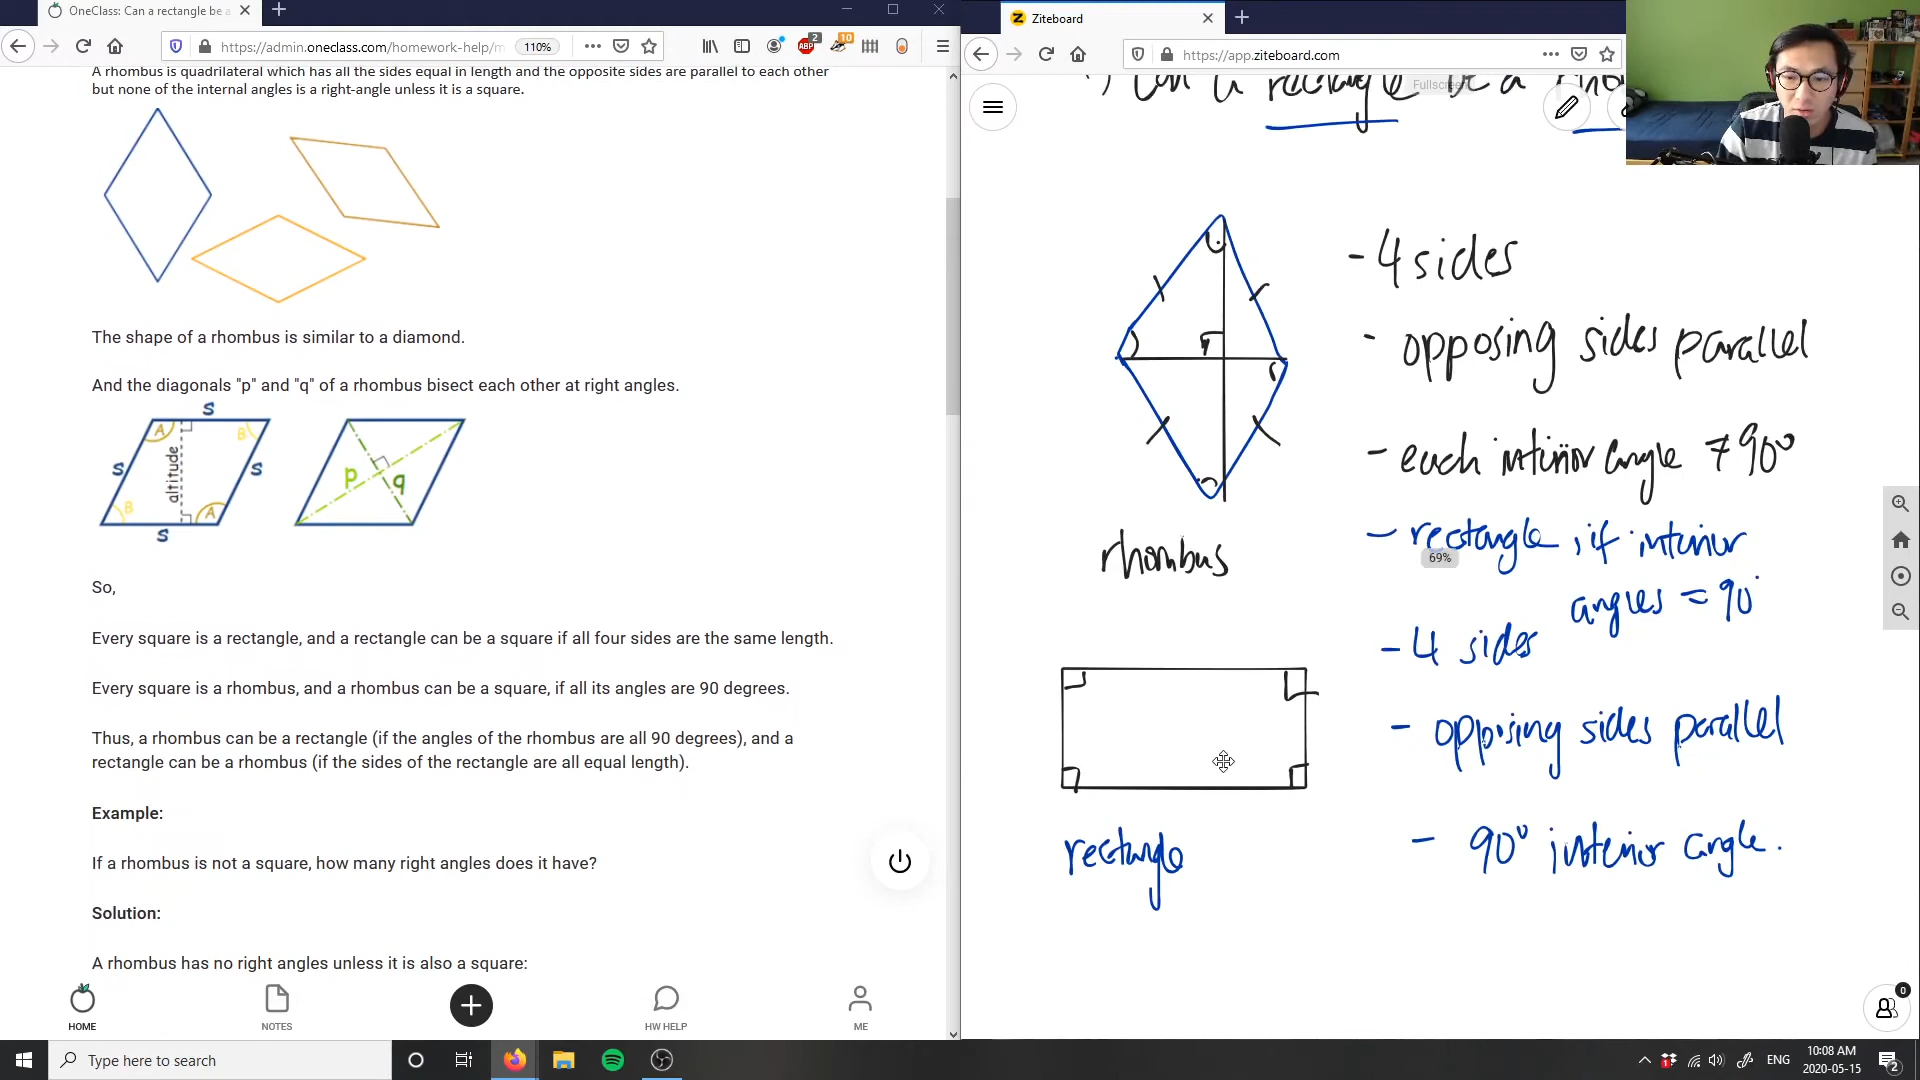 OneClass: Can a rectangle be a
https://admin.oneclass.com/homework-help/m
110%
ABP
2
10
A rhombus is quadrilateral which has all the sides equal in length and the opposite sides are parallel to each other
but none of the internal angles is a right-angle unless it is a square.
The shape of a rhombus is similar to a diamond.
And the diagonals "p" and "q" of a rhombus bisect each other at right angles.
S
A
B
S
altitude
S
B
A
S
p
q
So,
Every square is a rectangle, and a rectangle can be a square if all four sides are the same length.
Every square is a rhombus, and a rhombus can be a square, if all its angles are 90 degrees.
Thus, a rhombus can be a rectangle (if the angles of the rhombus are all 90 degrees), and a
rectangle can be a rhombus (if the sides of the rectangle are all equal length).
Example:
If a rhombus is not a square, how many right angles does it have?
Solution:
A rhombus has no right angles unless it is also a square:
HOME
NOTES
HW HELP
ME
Ziteboard
https://app.ziteboard.com
Fullscreen
Can a rectangle be a rho
- 4 sides
- opposing sides parallel
- each interior angle ≠ 90°
- rectangle, if interior
angles = 90°
69%
rhombus
- 4 sides
- opposing sides parallel
- 90° interior angle.
rectangle
0
Type here to search
ENG
10:08 AM
2020-05-15
2